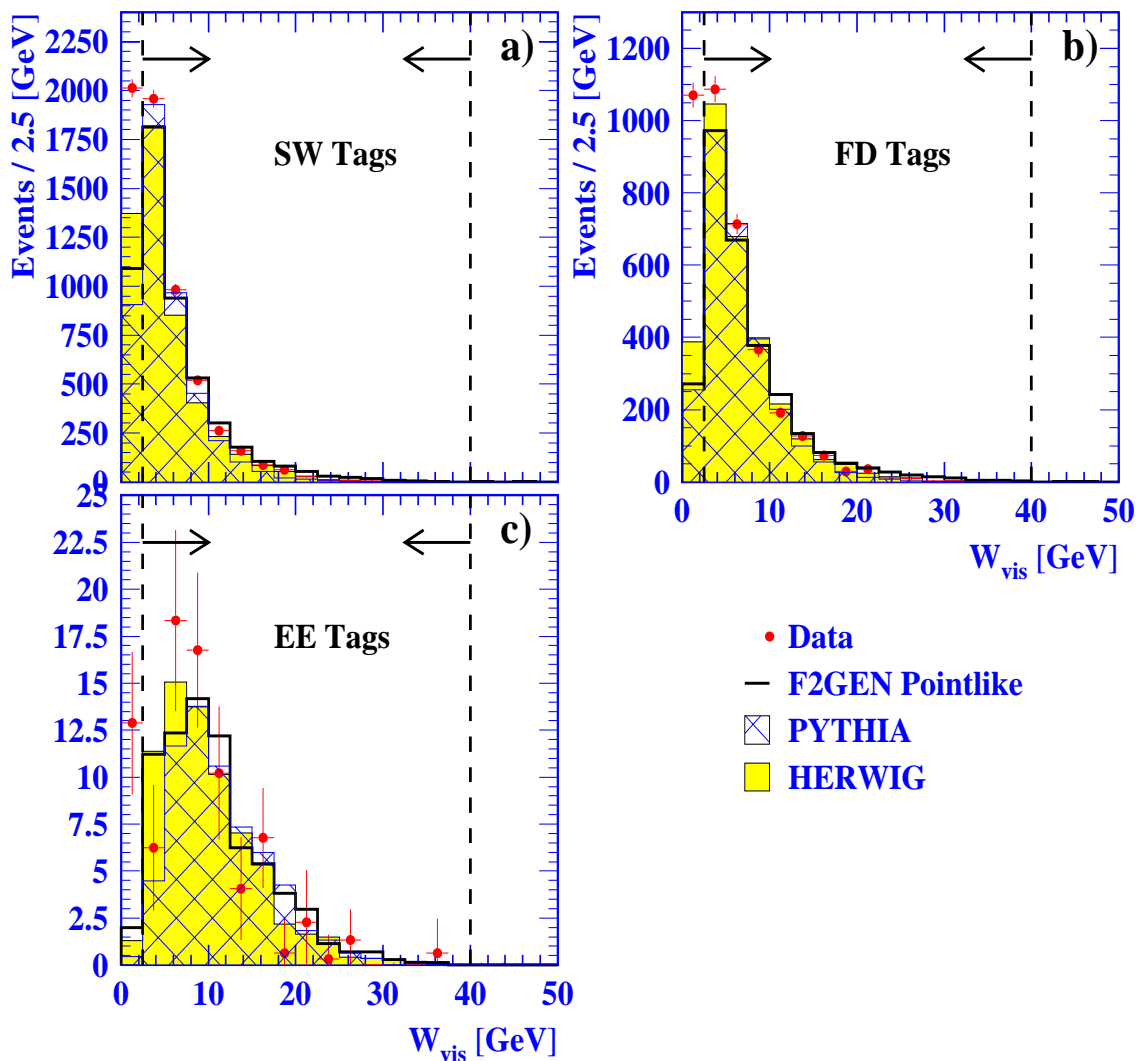 Events / 2.5 [GeV]
2250
2000
1750
1500
1250
1000
750
500
250
0
a)
SW Tags
Events / 2.5 [GeV]
1200
1000
800
600
400
200
0
b)
FD Tags
0 10 20 30 40 50
W_vis [GeV]
25
22.5
20
17.5
15
12.5
10
7.5
5
2.5
0
c)
EE Tags
0 10 20 30 40 50
W_vis [GeV]
Data
F2GEN Pointlike
PYTHIA
HERWIG